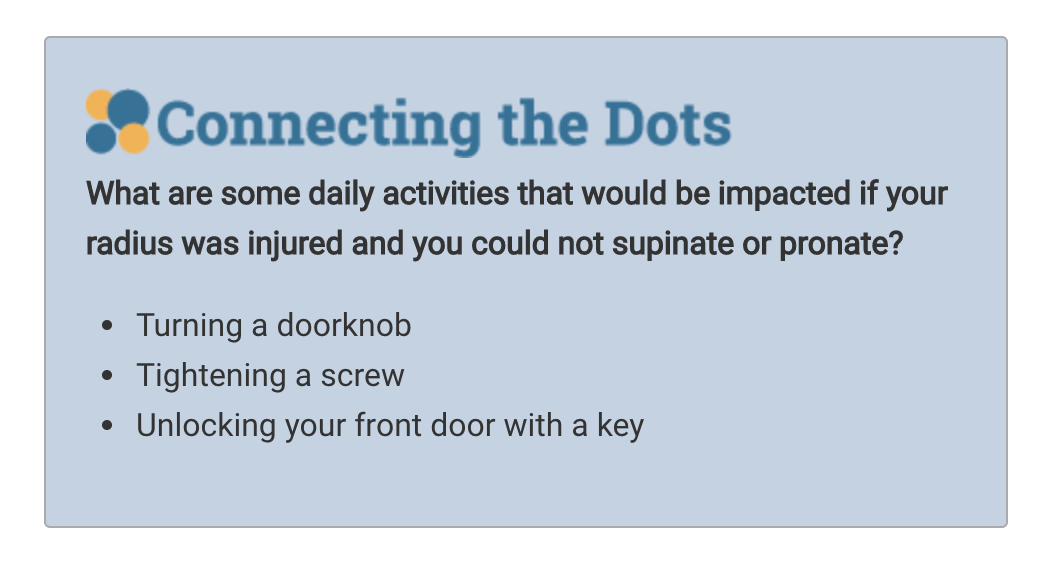 Connecting the Dots
What are some daily activities that would be impacted if your
radius was injured and you could not supinate or pronate?
• Turning a doorknob
• Tightening a screw
• Unlocking your front door with a key